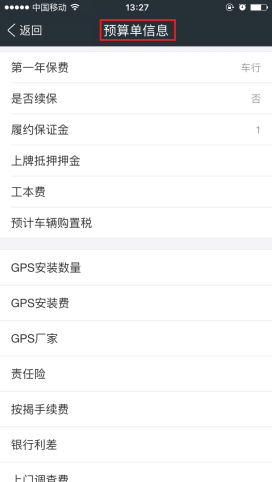 中国移动 13:27
返回 预算单信息
第一年保费 车行
是否续保 否
履约保证金 1
上牌抵押押金
工本费
预计车辆购置税
GPS安装数量
GPS安装费
GPS厂家
责任险
按揭手续费
银行利差
上门调查费